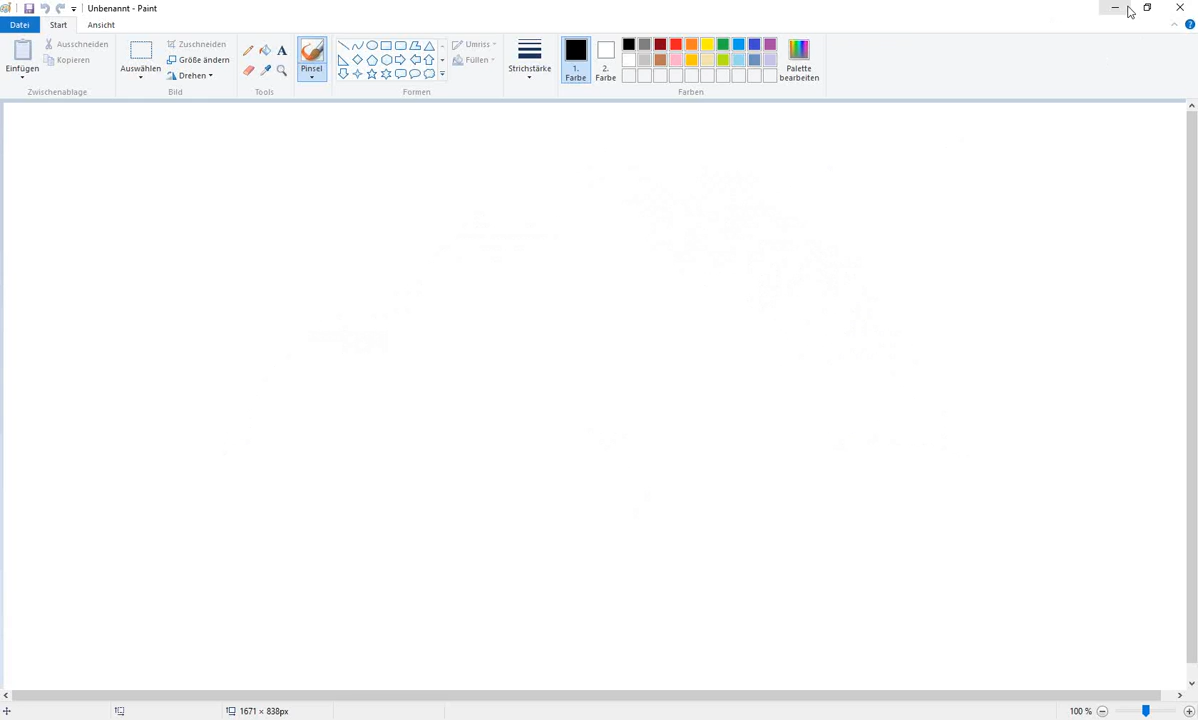 Unbenannt - Paint
Datei Start Ansicht
Einfügen
Ausschneiden
Kopieren
Zwischenablage
Auswählen
Zuschneiden
Größe ändern
Drehen
Bild
A
Tools
Pinsel
Umriss
Füllen
Formen
Strichstärke
1.
Farbe
2.
Farbe
Palette
bearbeiten
Farben
1671 × 838px
100 %